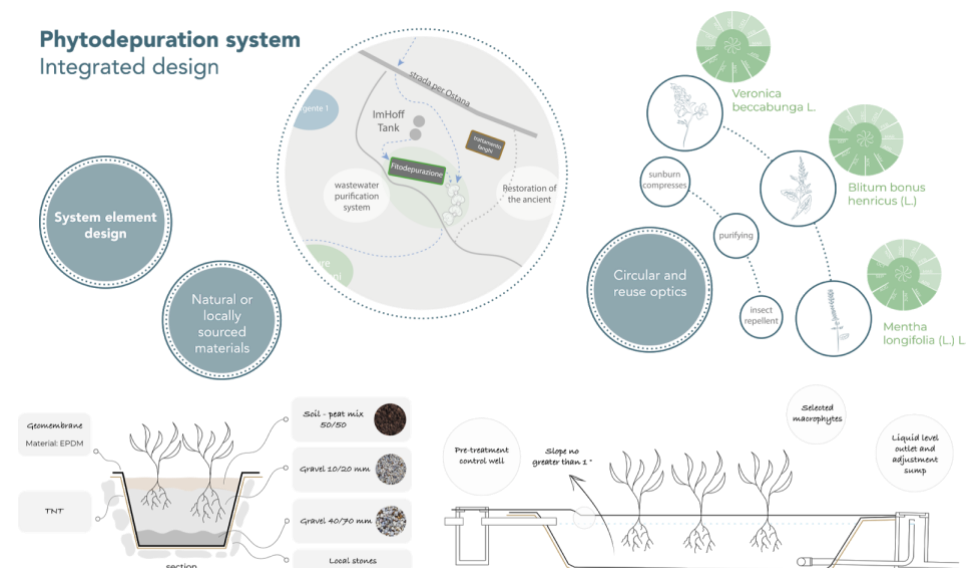 Phytodepuration system
Integrated design
System element
design
Natural or
locally
sourced
materials
strada per Ostana
gente 1
ImHoff
Tank
trattamento
fanghi
Fitodepurazione
wastewater
purification
system
Restoration of
the ancient
Veronica
beccabunga L.
Blitum bonus
henricus (L.)
Mentha
longifolia (L.) L
sunburn
compresses
purifying
insect
repellent
Circular and
reuse optics
Geomembrane
Material: EPDM
TNT
Soil - peat mix
50/50
Gravel 10/20 mm
Gravel 40/70 mm
Local stones
section
Pre-treatment
control well
Slope no
greater than 1°
Selected
macrophytes
Liquid level
outlet and
adjustment
sump